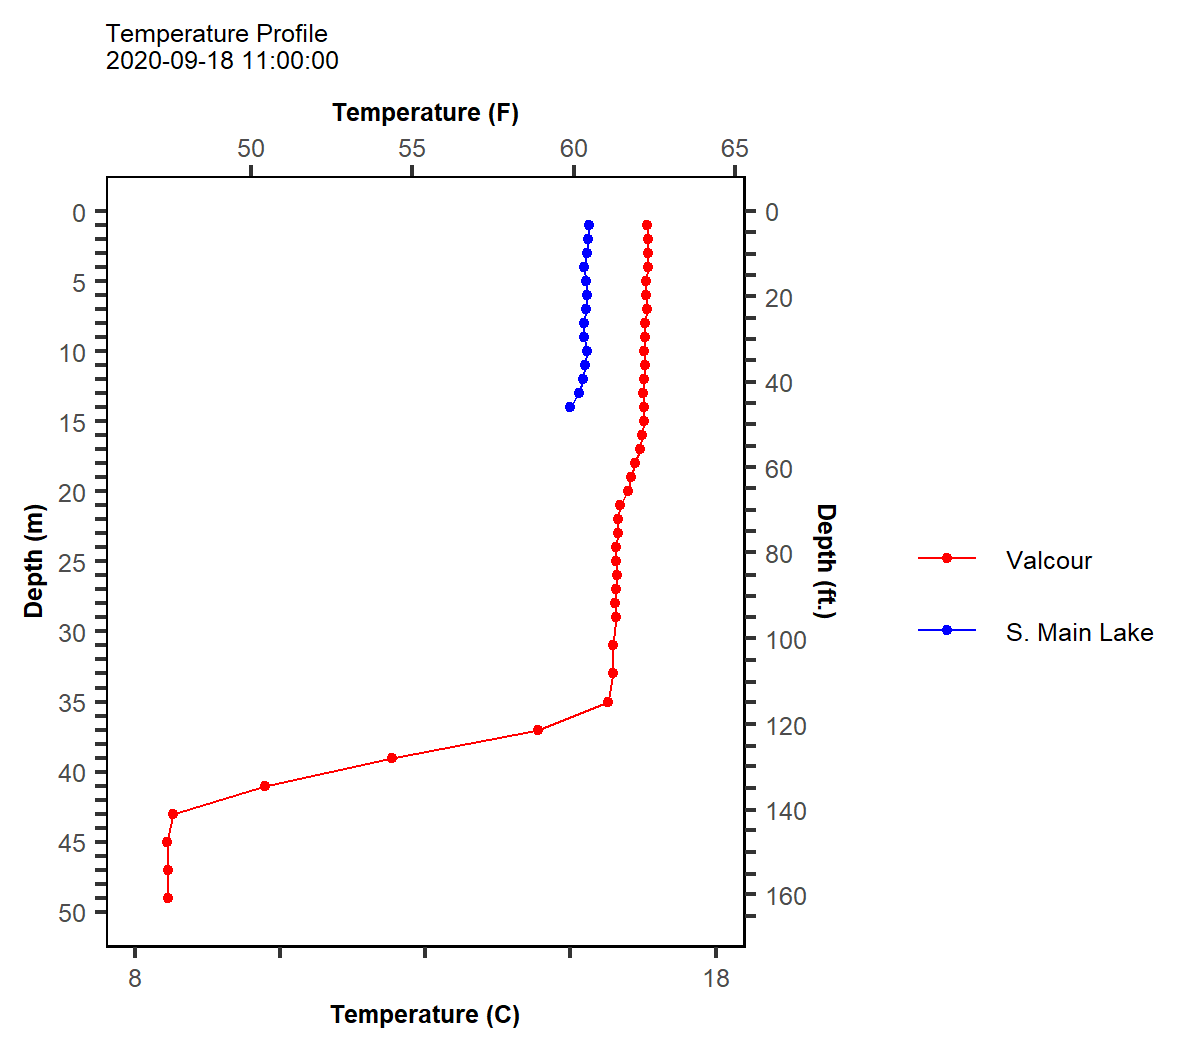 Temperature Profile
2020-09-18 11:00:00
Temperature (F)
50 55 60 65
0 0
5
20
10
40
15
60
20
80
25
100
30
35
120
40
140
45
160
50
Depth (m)
Depth (ft.)
Valcour
S. Main Lake
8 18
Temperature (C)